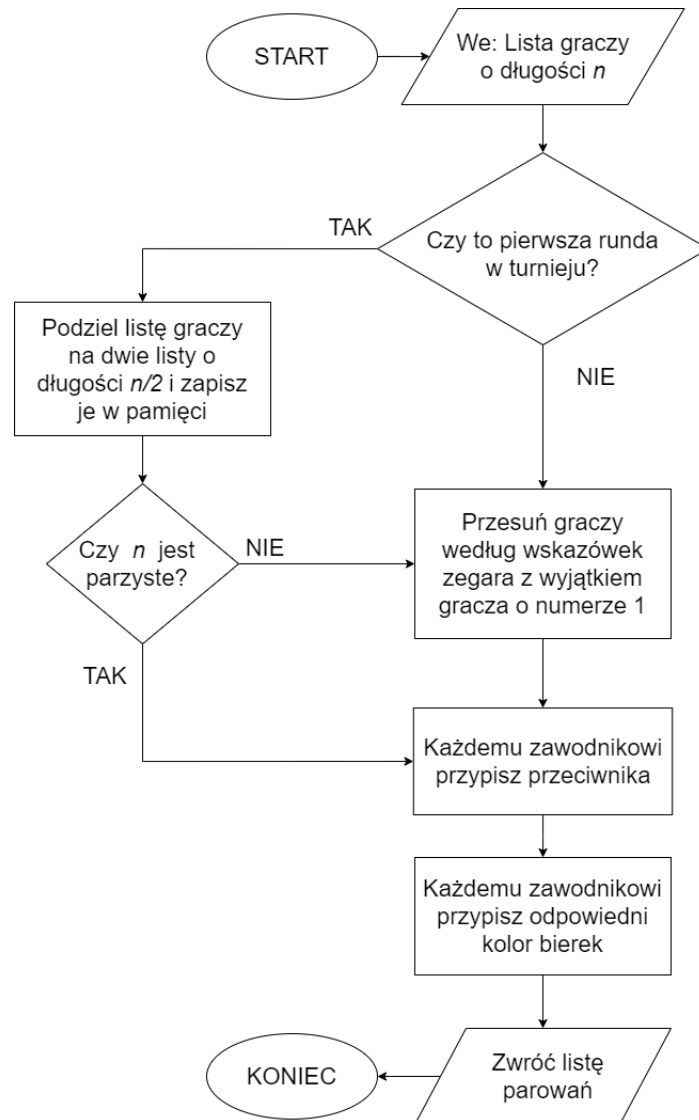 START
We: Lista graczy
o długości n
Czy to pierwsza runda
w turnieju?
TAK
NIE
Podziel listę graczy
na dwie listy o
długości n/2 i zapisz
je w pamięci
Czy n jest
parzyste?
NIE
TAK
Przesuń graczy
według wskazówek
zegara z wyjątkiem
gracza o numerze 1
Każdemu zawodnikowi
przypisz przeciwnika
Każdemu zawodnikowi
przypisz odpowiedni
kolor bierek
Zwróć listę
parowań
KONIEC